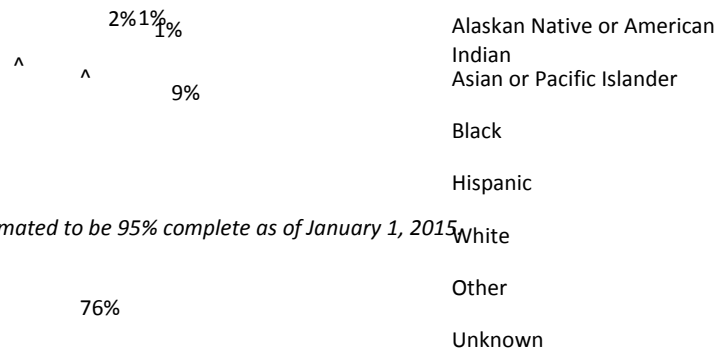 2%
1%
1%
^
^
9%
Alaskan Native or American
Indian
Asian or Pacific Islander
Black
Hispanic
mated to be 95% complete as of January 1, 2015.
White
Other
76%
Unknown